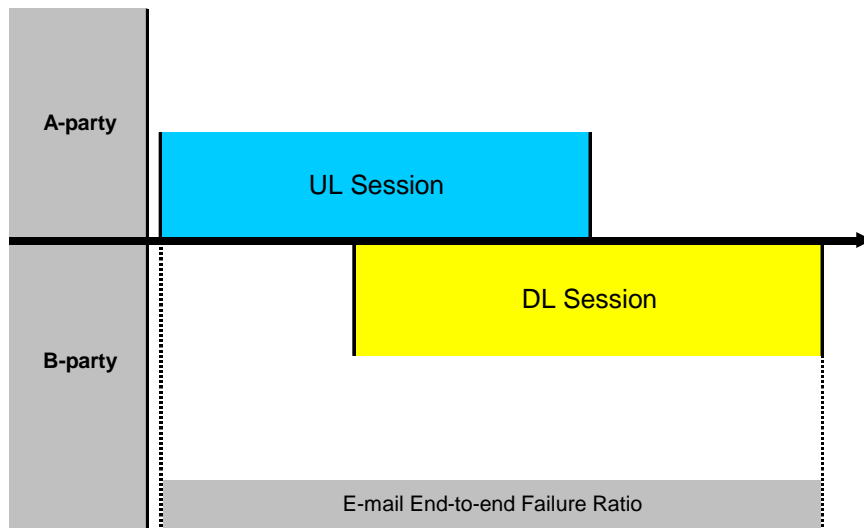 A-party
UL Session
DL Session
B-party
E-mail End-to-end Failure Ratio